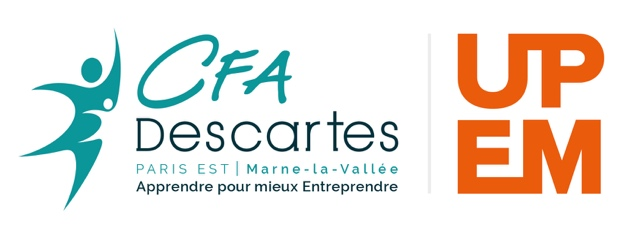 CFA
Descartes
PARIS EST | Marne-la-Vallée
Apprendre pour mieux Entreprendre
UP
EM